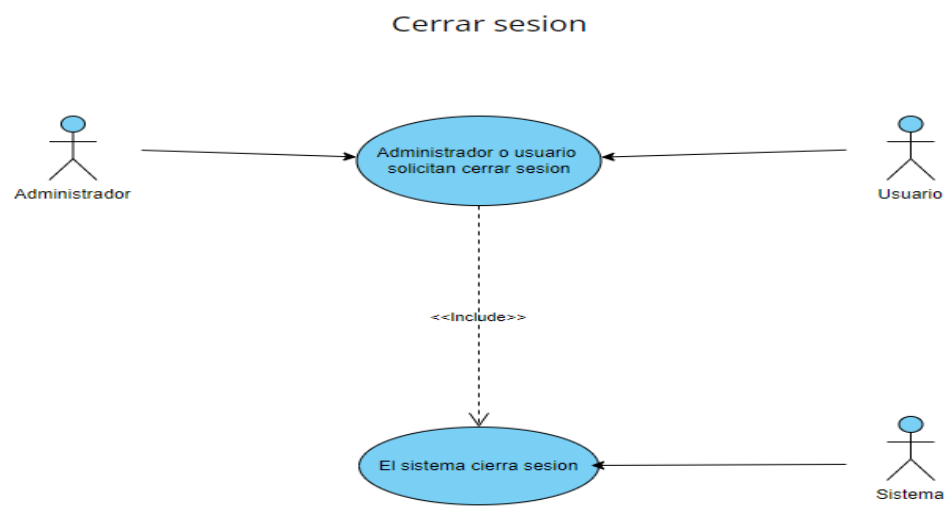 Cerrar sesion
Administrador o usuario
solicitan cerrar sesion
Administrador
Usuario
<<Include>>
El sistema cierra sesion
Sistema